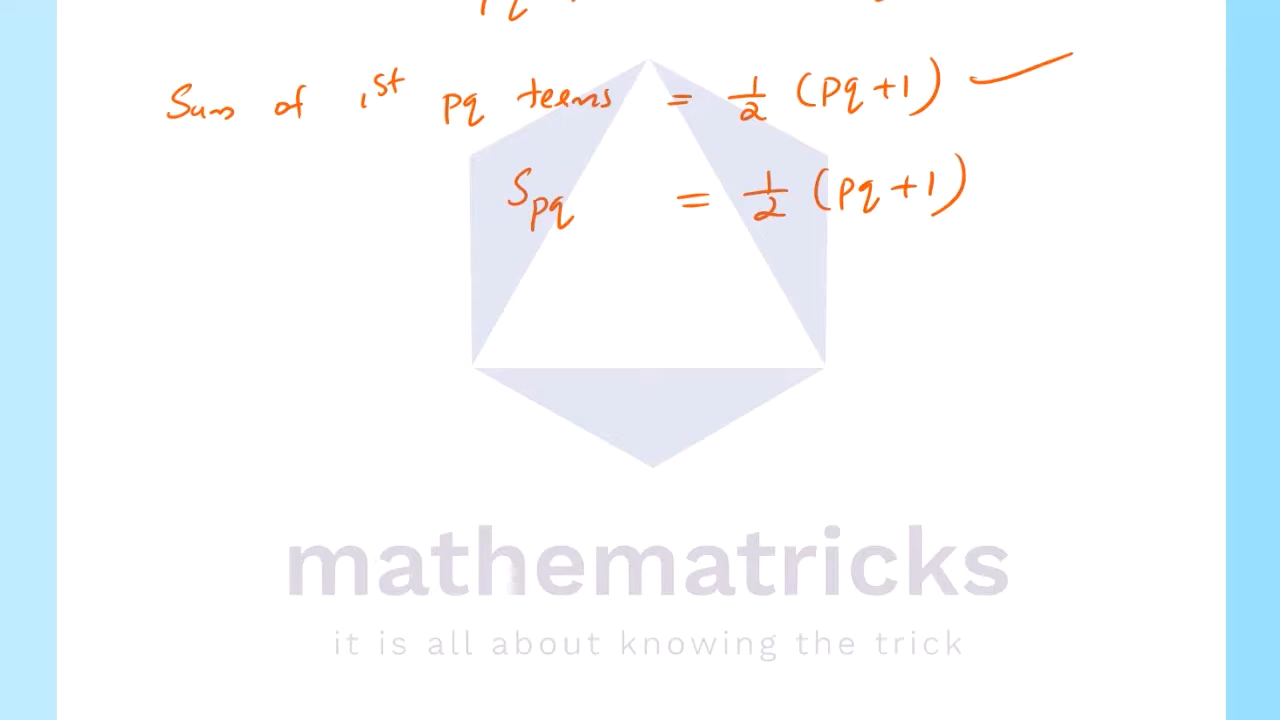 Sum of 1st pq terms = 1/2 (pq + 1)
Spq = 1/2 (pq + 1)
mathematricks
it is all about knowing the trick